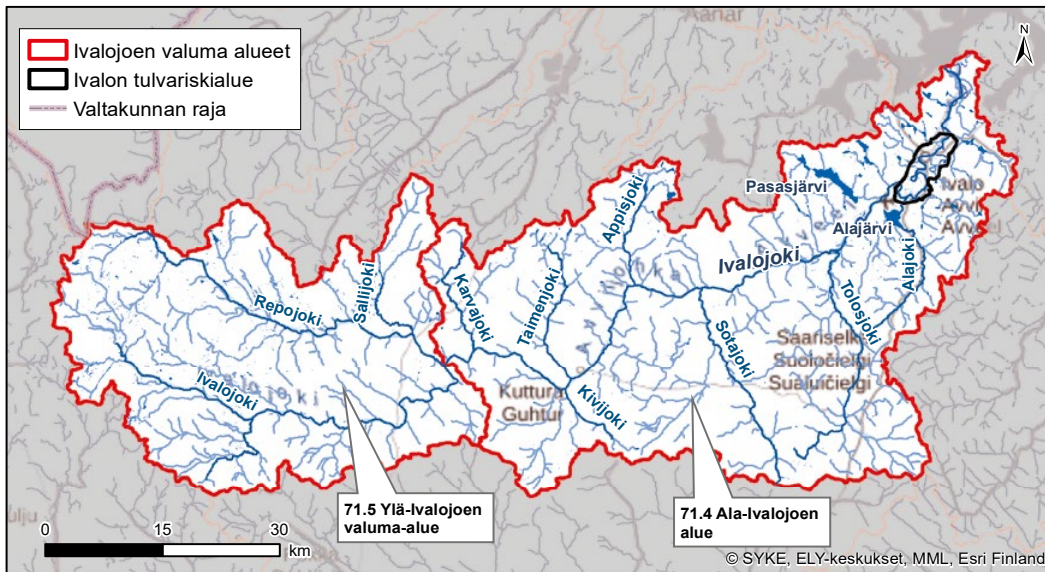 Ivalojoen valuma alueet
Ivalon tulvariskialue
Valtakunnan raja
Aanar
N
Pasasjärvi
Ivalo
Avvil
Alajärvi
Appisjoki
Ivalojoki
Alajoki
Tolosjoki
Sallijoki
Karvajoki
Taimenjoki
Repojoki
Sotajoki
Saariselkä
Suoločielgi
Suáluičielgi
Ivalojoki
Kuttura
Guhtur
Kivijoki
71.5 Ylä-Ivalojoen
valuma-alue
71.4 Ala-Ivalojoen
alue
0 15 30
km
© SYKE, ELY-keskukset, MML, Esri Finland